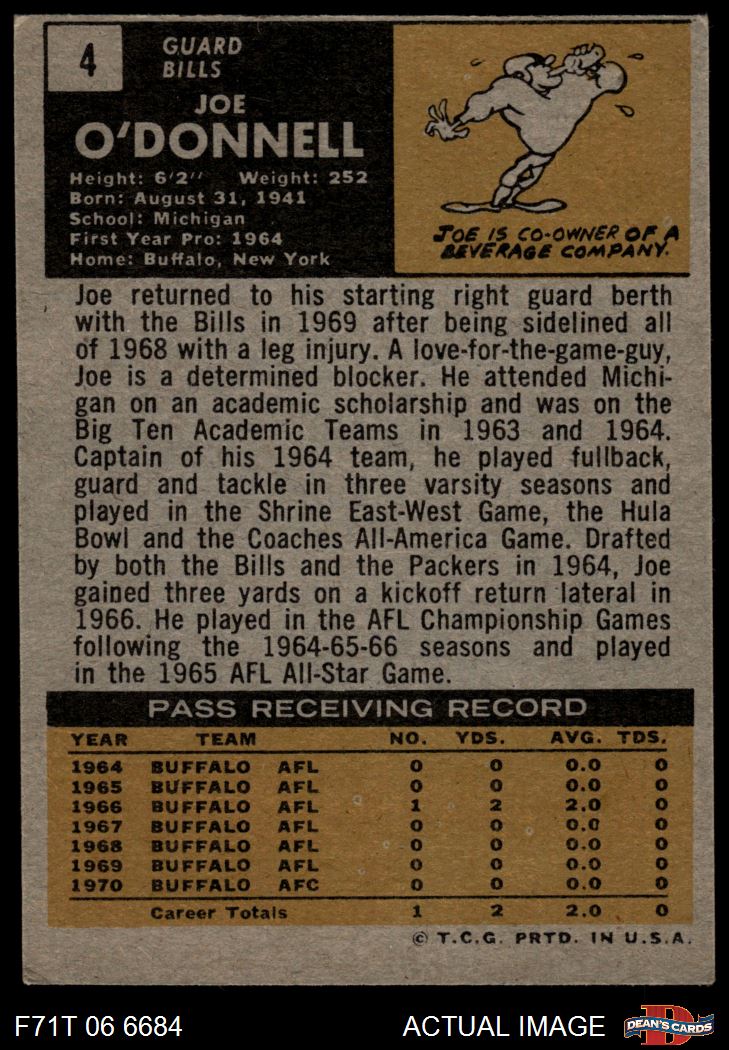 4
GUARD
BILLS
JOE
O'DONNELL
Height: 6'2" Weight: 252
Born: August 31, 1941
School: Michigan
First Year Pro: 1964
Home: Buffalo, New York
JOE IS CO-OWNER OF A
BEVERAGE COMPANY.
Joe returned to his starting right guard berth
with the Bills in 1969 after being sidelined all
of 1968 with a leg injury. A love-for-the-game-guy,
Joe is a determined blocker. He attended Michi-
gan on an academic scholarship and was on the
Big Ten Academic Teams in 1963 and 1964.
Captain of his 1964 team, he played fullback,
guard and tackle in three varsity seasons and
played in the Shrine East-West Game, the Hula
Bowl and the Coaches All-America Game. Drafted
by both the Bills and the Packers in 1964, Joe
gained three yards on a kickoff return lateral in
1966. He played in the AFL Championship Games
following the 1964-65-66 seasons and played
in the 1965 AFL All-Star Game.
PASS RECEIVING RECORD
YEAR TEAM NO. YDS. AVG. TDS.
1964 BUFFALO AFL 0 0 0.0 0
1965 BUFFALO AFL 0 0 0.0 0
1966 BUFFALO AFL 1 2 2.0 0
1967 BUFFALO AFL 0 0 0.0 0
1968 BUFFALO AFL 0 0 0.0 0
1969 BUFFALO AFL 0 0 0.0 0
1970 BUFFALO AFC 0 0 0.0 0
Career Totals 1 2 2.0 0
© T.C.G. PRTD. IN U.S.A.
F71T 06 6684 ACTUAL IMAGE D DEAN'S CARDS